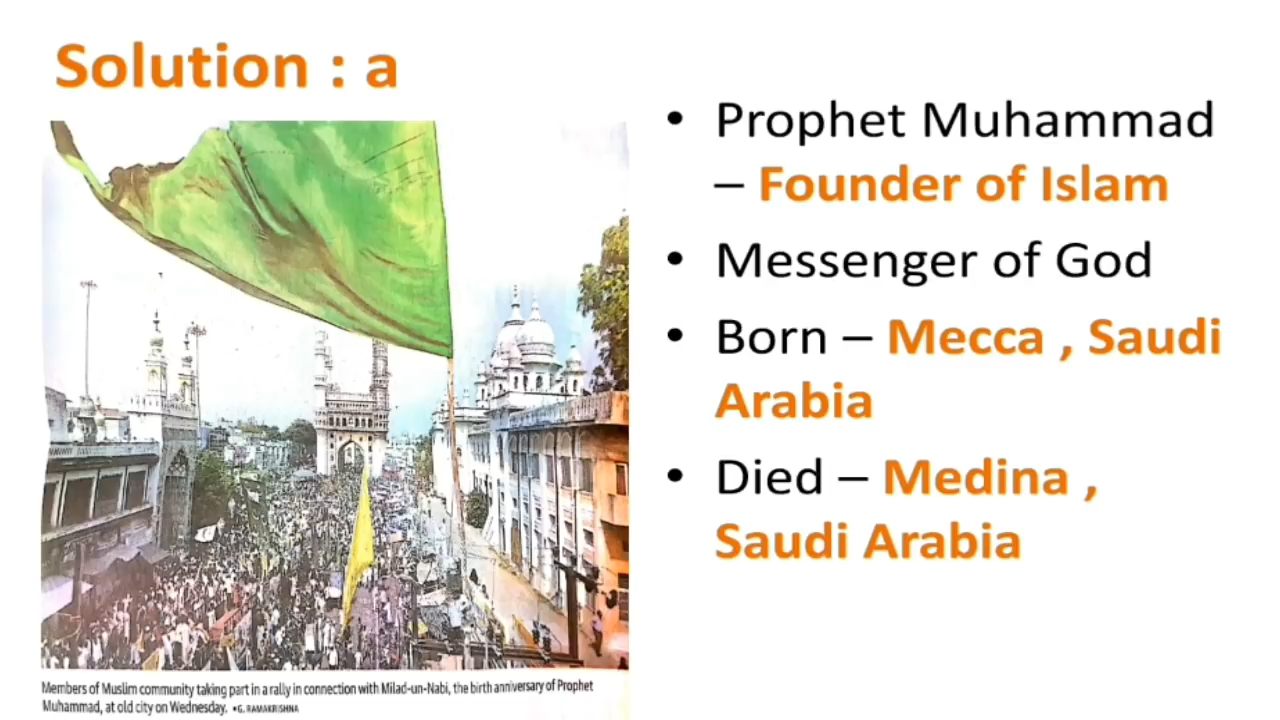 Solution : a
• Prophet Muhammad
– Founder of Islam
• Messenger of God
• Born – Mecca , Saudi
Arabia
• Died – Medina ,
Saudi Arabia
Members of Muslim community taking part in a rally in connection with Milad-un-Nabi, the birth anniversary of Prophet
Muhammad, at old city on Wednesday. •G. RAMAKRISHNA